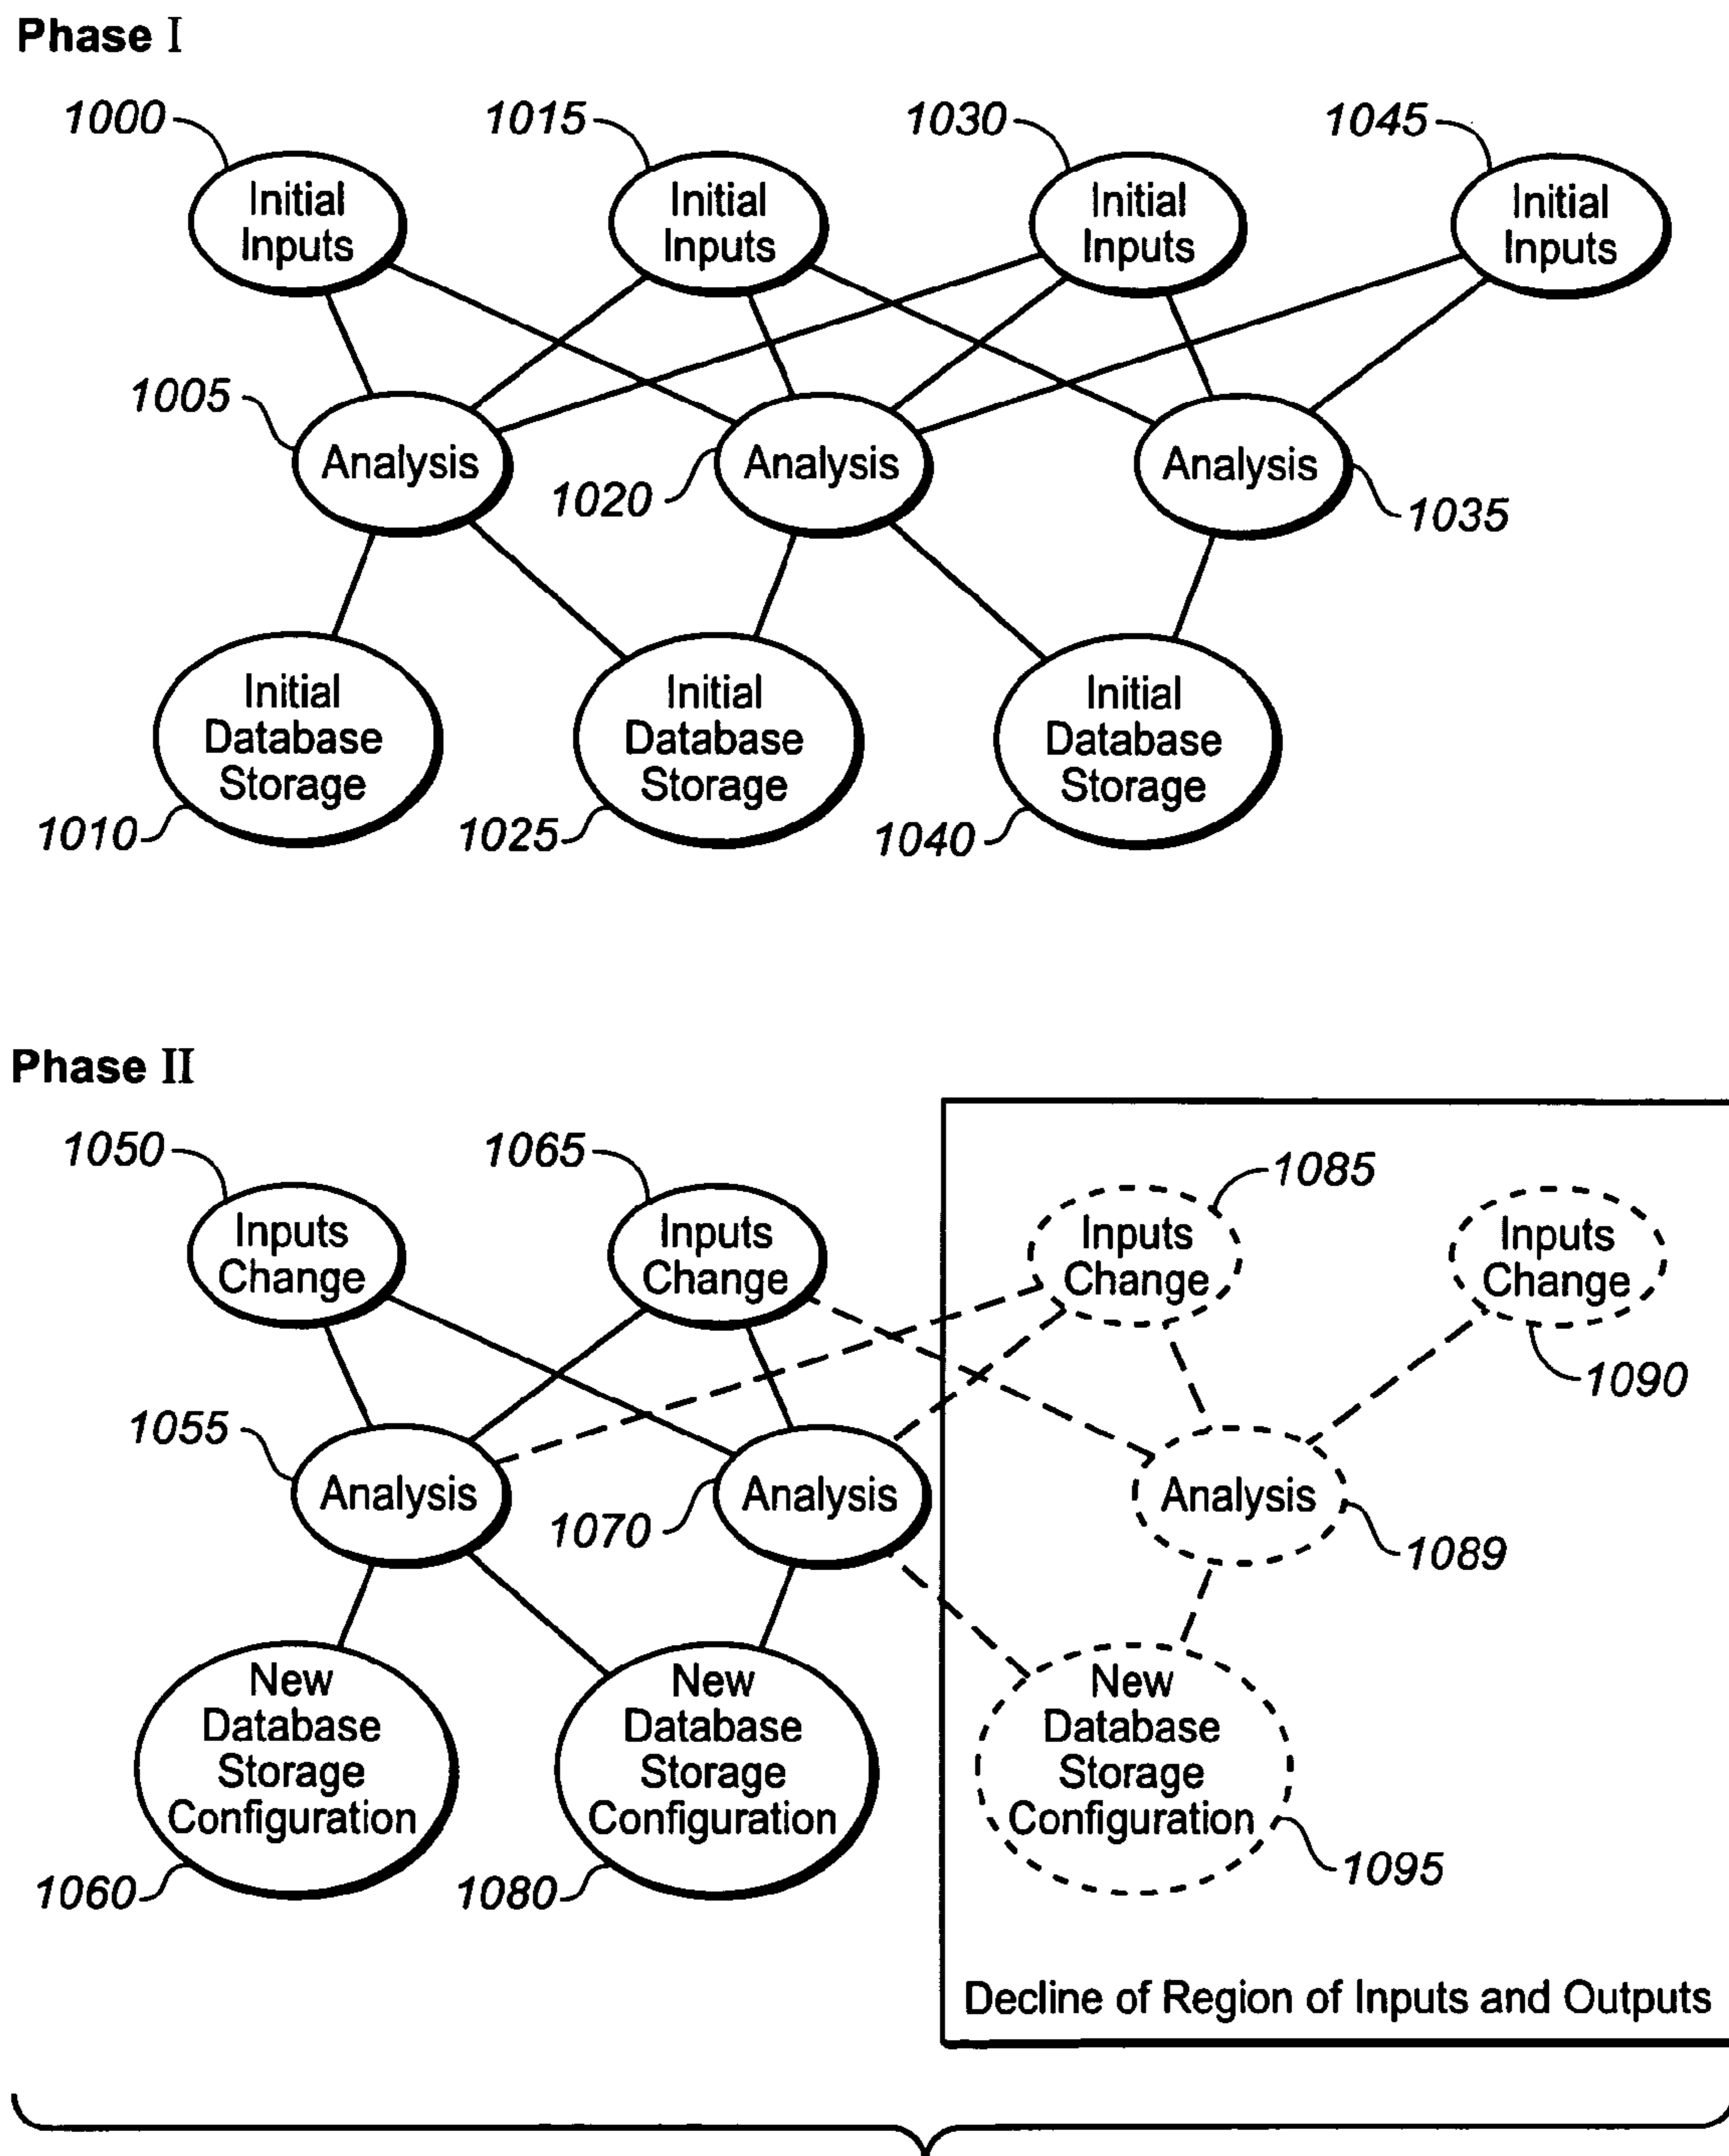 Phase I
1000
1015
1030
1045
Initial
Inputs
Initial
Inputs
Initial
Inputs
Initial
Inputs
1005
Analysis
1020
Analysis
Analysis
1035
Initial
Database
Storage
Initial
Database
Storage
Initial
Database
Storage
1010
1025
1040
Phase II
1050
1065
1085
Inputs
Change
Inputs
Change
Inputs
Change
Inputs
Change
1090
1055
Analysis
1070
Analysis
Analysis
1089
New
Database
Storage
Configuration
New
Database
Storage
Configuration
New
Database
Storage
Configuration
1060
1080
1095
Decline of Region of Inputs and Outputs